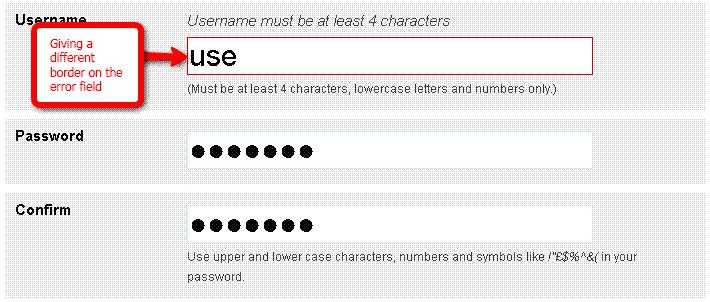 Username
Username must be at least 4 characters
Giving a
different
border on the
error field
use
(Must be at least 4 characters, lowercase letters and numbers only.)
Password
●●●●●●●
Confirm
●●●●●●●
Use upper and lower case characters, numbers and symbols like !"£$%^&( in your
password.